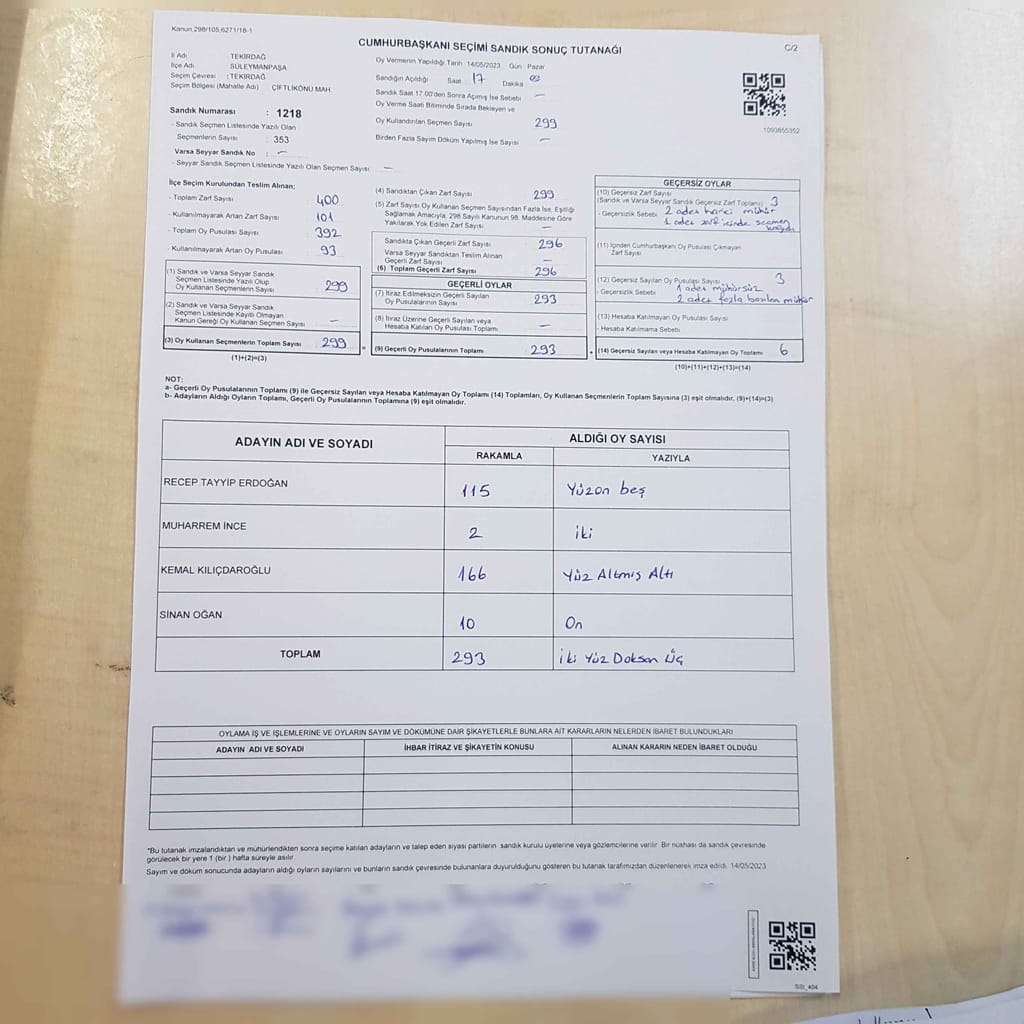 Kanun:298/105,6271/18-1
CUMHURBAŞKANI SEÇİMİ SANDIK SONUÇ TUTANAĞI
C/2
İl Adı : TEKİRDAĞ
İlçe Adı : SÜLEYMANPAŞA
Seçim Çevresi : TEKİRDAĞ
Seçim Bölgesi (Mahalle Adı) : ÇİFTLİKÖNÜ MAH.
Oy Vermenin Yapıldığı Tarih :14/05/2023 Gün : Pazar
Sandığın Açıldığı Saat 17 Dakika 03
Sandık Saat 17.00'den Sonra Açılmış İse Sebebi —
Oy Verme Saati Bitiminde Sırada Bekleyen ve
Oy Kullandırılan Seçmen Sayısı 299
Birden Fazla Sayım Döküm Yapılmış İse Sayısı —
1093855352
Sandık Numarası : 1218
- Sandık Seçmen Listesinde Yazılı Olan
Seçmenlerin Sayısı : 353
Varsa Seyyar Sandık No : —
- Seyyar Sandık Seçmen Listesinde Yazılı Olan Seçmen Sayısı : —
İlçe Seçim Kurulundan Teslim Alınan;
- Toplam Zarf Sayısı 400
- Kullanılmayarak Artan Zarf Sayısı 101
- Toplam Oy Pusulası Sayısı 392
- Kullanılmayarak Artan Oy Pusulası 93
(1) Sandık ve Varsa Seyyar Sandık
Seçmen Listesinde Yazılı Olup
Oy Kullanan Seçmenlerin Sayısı 299
(2) Sandık ve Varsa Seyyar Sandık
Seçmen Listesinde Kayıtlı Olmayan
Kanun Gereği Oy Kullanan Seçmen Sayısı —
(3) Oy Kullanan Seçmenlerin Toplam Sayısı 299
(1)+(2)=(3)
(4) Sandıktan Çıkan Zarf Sayısı 299
(5) Zarf Sayısı Oy Kullanan Seçmen Sayısından Fazla İse, Eşitliği
Sağlamak Amacıyla; 298 Sayılı Kanunun 98. Maddesine Göre
Yakılarak Yok Edilen Zarf Sayısı —
Sandıkta Çıkan Geçerli Zarf Sayısı 296
Varsa Seyyar Sandıktan Teslim Alınan
Geçerli Zarf Sayısı —
(6) Toplam Geçerli Zarf Sayısı 296
GEÇERLİ OYLAR
(7) İtiraz Edilmeksizin Geçerli Sayılan
Oy Pusulalarının Sayısı 293
(8) İtiraz Üzerine Geçerli Sayılan veya
Hesaba Katılan Oy Pusulası Toplamı —
= (9) Geçerli Oy Pusulalarının Toplamı 293
GEÇERSİZ OYLAR
(10) Geçersiz Zarf Sayısı
(Sandık ve Varsa Seyyar Sandık Geçersiz Zarf Toplamı) 3
- Geçersizlik Sebebi 2 adet harici mühür
1 adet zarf içinde
(11) İçinden Cumhurbaşkanı Oy Pusulası Çıkmayan
Zarf Sayısı
(12) Geçersiz Sayılan Oy Pusulası Sayısı 3
- Geçersizlik Sebebi 1 adet mühürsüz
2 adet fazla basılan mühür
(13) Hesaba Katılmayan Oy Pusulası Sayısı
- Hesaba Katılmama Sebebi
+ (14) Geçersiz Sayılan veya Hesaba Katılmayan Oy Toplamı 6
(10)+(11)+(12)+(13)=(14)
NOT:
a- Geçerli Oy Pusulalarının Toplamı (9) ile Geçersiz Sayılan veya Hesaba Katılmayan Oy Toplamı (14) Toplamları, Oy Kullanan Seçmenlerin Toplam Sayısına (3) eşit olmalıdır. (9)+(14)=(3)
b- Adayların Aldığı Oyların Toplamı, Geçerli Oy Pusulalarının Toplamına (9) eşit olmalıdır.
ADAYIN ADI VE SOYADI
ALDIĞI OY SAYISI
RAKAMLA YAZIYLA
RECEP TAYYİP ERDOĞAN 115 Yüzon beş
MUHARREM İNCE 2 iki
KEMAL KILIÇDAROĞLU 166 Yüz Altmış Altı
SİNAN OĞAN 10 On
TOPLAM 293 iki Yüz Doksan Üç
OYLAMA İŞ VE İŞLEMLERİNE VE OYLARIN SAYIM VE DÖKÜMÜNE DAİR ŞİKAYETLERLE BUNLARA AİT KARARLARIN NELERDEN İBARET BULUNDUKLARI
ADAYIN ADI VE SOYADI İHBAR İTİRAZ VE ŞİKAYETİN KONUSU ALINAN KARARIN NEDEN İBARET OLDUĞU
*Bu tutanak imzalandıktan ve mühürlendikten sonra seçime katılan adayların ve talep eden siyasi partilerin sandık kurulu üyelerine veya gözlemcilerine verilir. Bir nüshası da sandık çevresinde
görülecek bir yere 1 (bir ) hafta süreyle asılır.
Sayım ve döküm sonucunda adayların aldığı oyların sayılarını ve bunların sandık çevresinde bulunanlara duyurulduğunu gösteren bu tutanak tarafımızdan düzenlenerek imza edildi. 14/05/2023